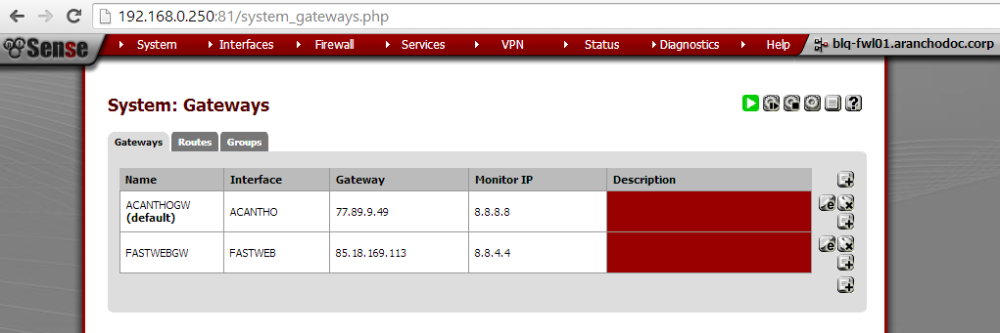 192.168.0.250:81/system_gateways.php
pfSense System Interfaces Firewall Services VPN Status Diagnostics Help blq-fwl01.aranchodoc.corp
System: Gateways
Gateways Routes Groups
Name Interface Gateway Monitor IP Description
ACANTHOGW ACANTHO 77.89.9.49 8.8.8.8
(default)
FASTWEBGW FASTWEB 85.18.169.113 8.8.4.4